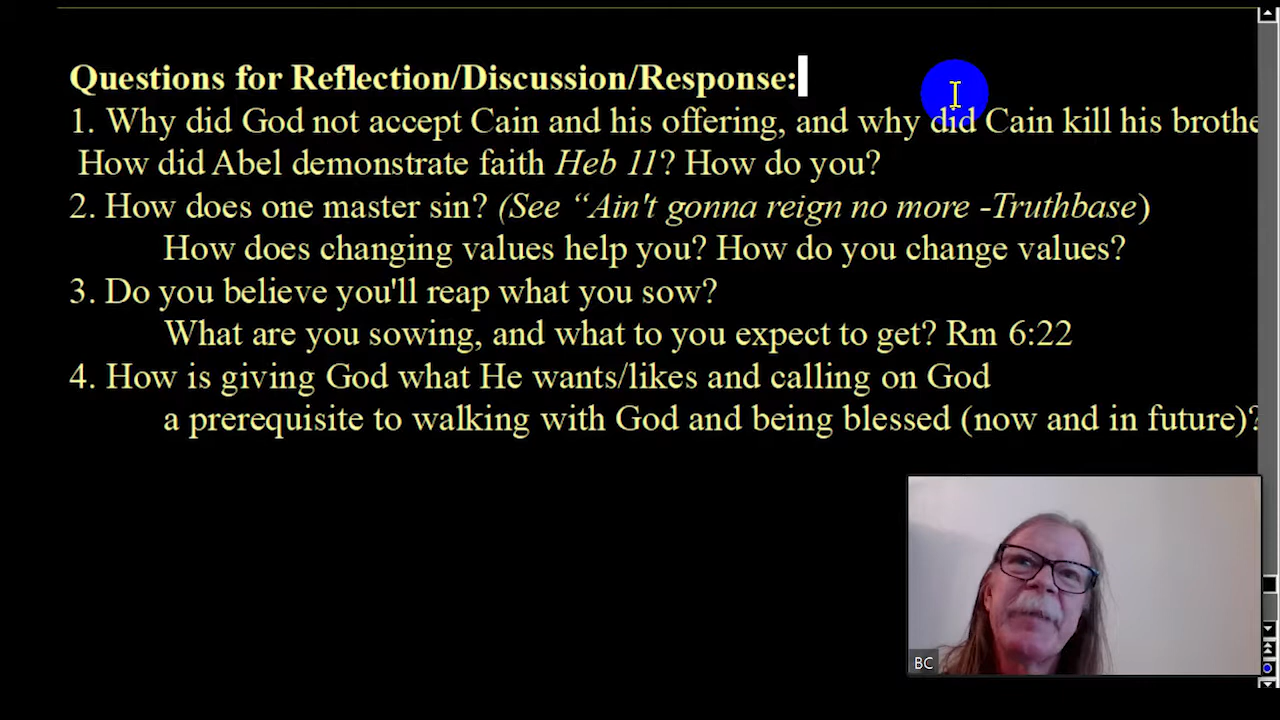 Questions for Reflection/Discussion/Response:
1. Why did God not accept Cain and his offering, and why did Cain kill his brothe
How did Abel demonstrate faith Heb 11? How do you?
2. How does one master sin? (See “Ain't gonna reign no more -Truthbase)
How does changing values help you? How do you change values?
3. Do you believe you'll reap what you sow?
What are you sowing, and what to you expect to get? Rm 6:22
4. How is giving God what He wants/likes and calling on God
a prerequisite to walking with God and being blessed (now and in future)?
BC